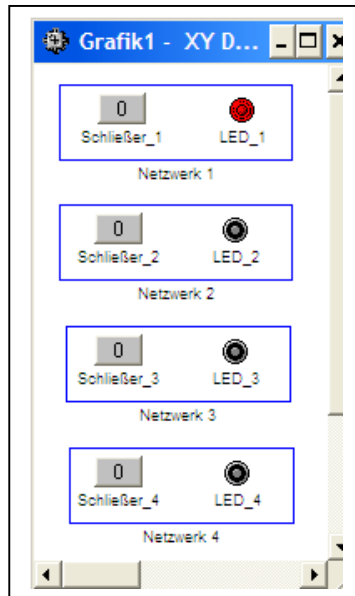 Grafik1 - XY D...
0
Schließer_1 LED_1
Netzwerk 1
0
Schließer_2 LED_2
Netzwerk 2
0
Schließer_3 LED_3
Netzwerk 3
0
Schließer_4 LED_4
Netzwerk 4